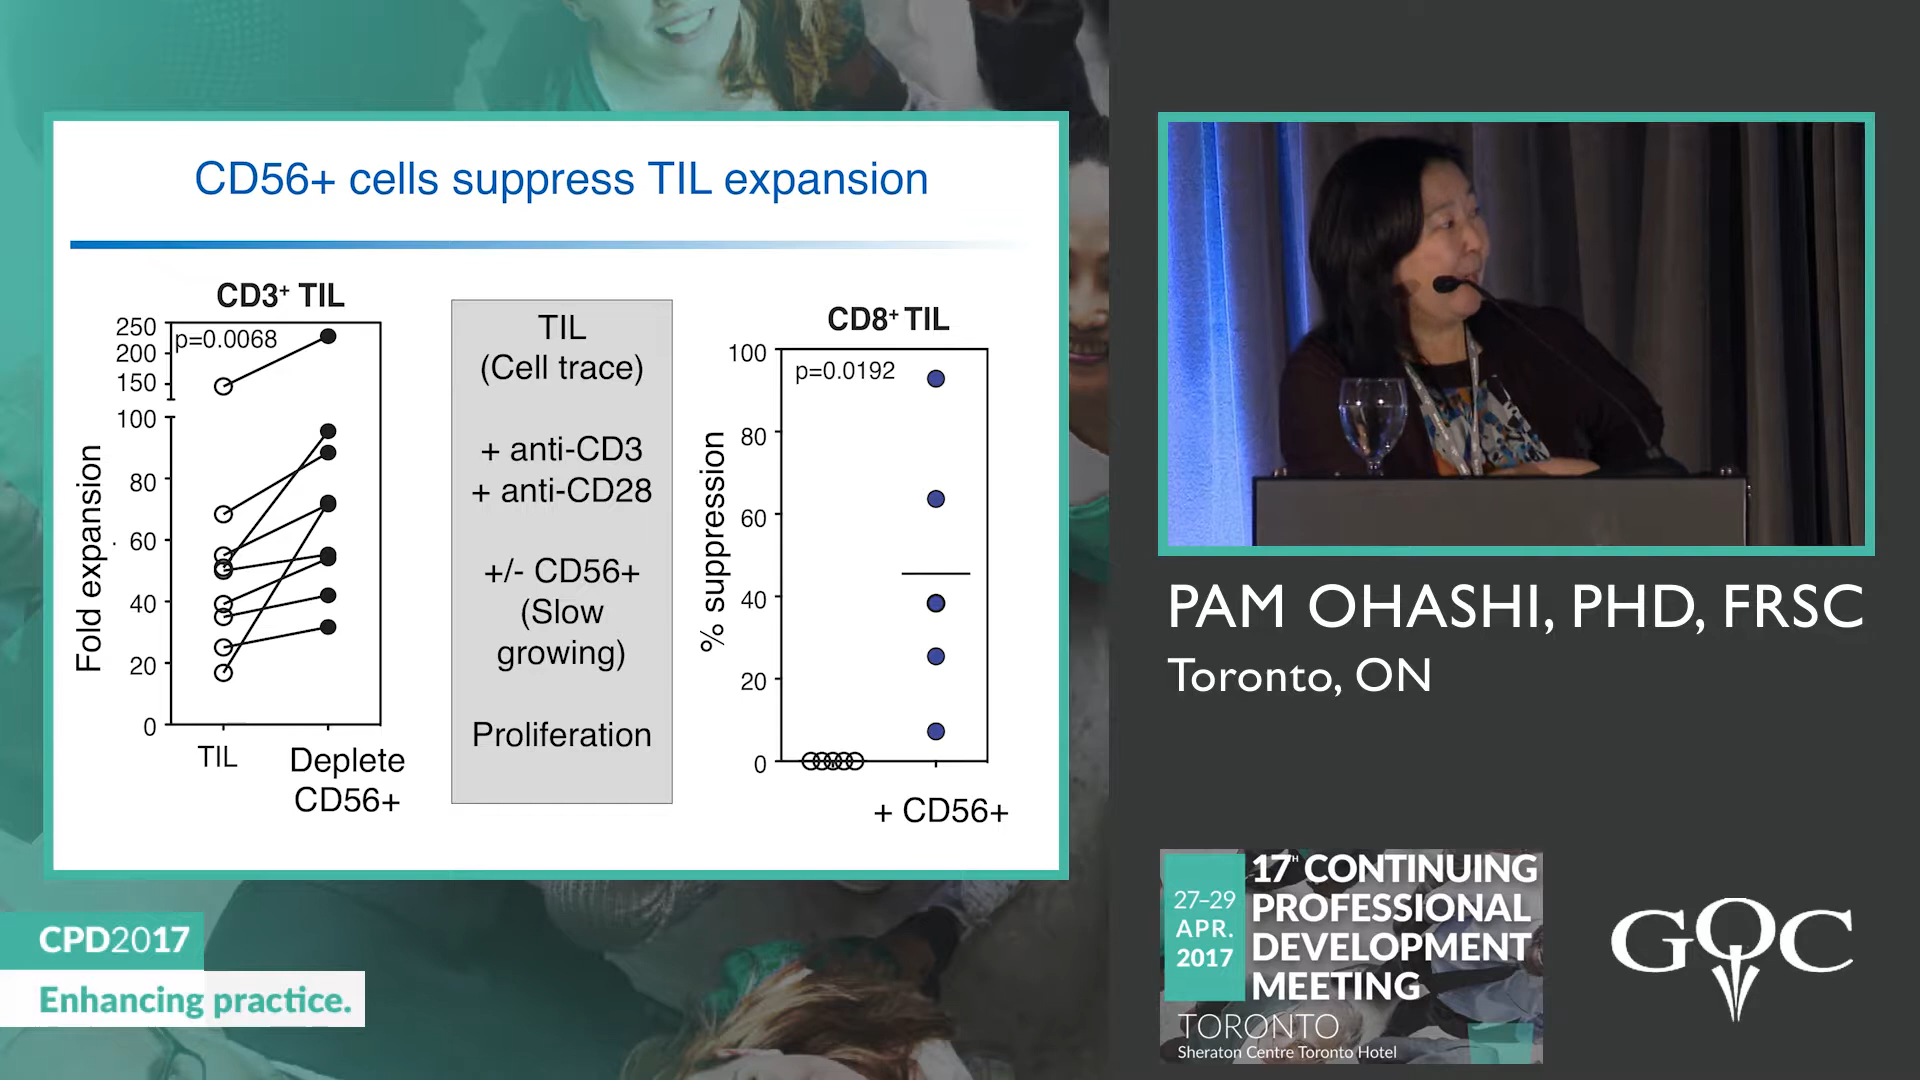 CD56+ cells suppress TIL expansion
CD3+ TIL
p=0.0068
250
200
150
100
80
60
40
20
0
Fold expansion
TIL
Deplete
CD56+
TIL
(Cell trace)
+ anti-CD3
+ anti-CD28
+/- CD56+
(Slow
growing)
Proliferation
CD8+ TIL
p=0.0192
100
80
60
40
20
0
% suppression
+ CD56+
PAM OHASHI, PHD, FRSC
Toronto, ON
CPD2017
Enhancing practice.
27–29
APR.
2017
17TH CONTINUING
PROFESSIONAL
DEVELOPMENT
MEETING
TORONTO
Sheraton Centre Toronto Hotel
GOC